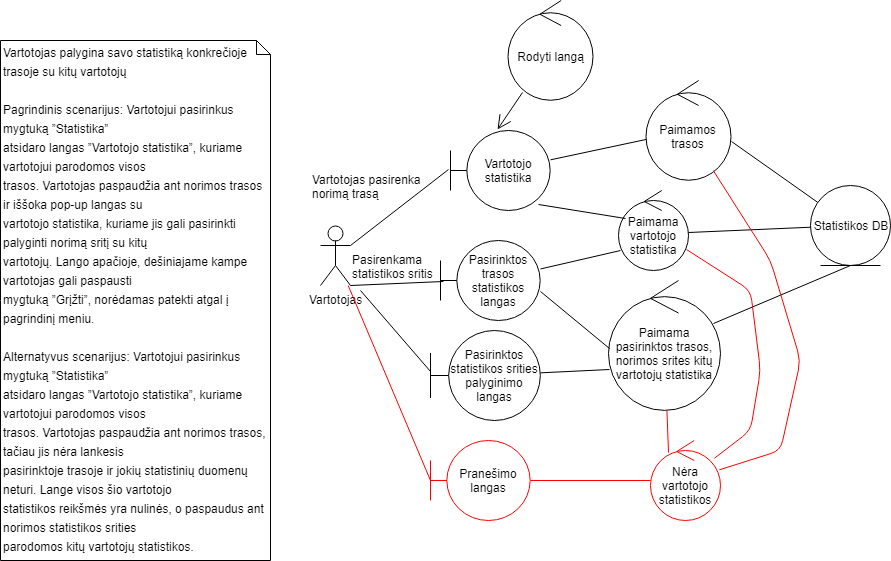 Vartotojas palygina savo statistiką konkrečioje
trasoje su kitų vartotojų
Pagrindinis scenarijus: Vartotojui pasirinkus
mygtuką ”Statistika”
atsidaro langas ”Vartotojo statistika”, kuriame
vartotojui parodomos visos
trasos. Vartotojas paspaudžia ant norimos trasos
ir iššoka pop-up langas su
vartotojo statistika, kuriame jis gali pasirinkti
palyginti norimą sritį su kitų
vartotojų. Lango apačioje, dešiniajame kampe
vartotojas gali paspausti
mygtuką ”Grįžti”, norėdamas patekti atgal į
pagrindinį meniu.
Alternatyvus scenarijus: Vartotojui pasirinkus
mygtuką ”Statistika”
atsidaro langas ”Vartotojo statistika”, kuriame
vartotojui parodomos visos
trasos. Vartotojas paspaudžia ant norimos trasos,
tačiau jis nėra lankesis
pasirinktoje trasoje ir jokių statistinių duomenų
neturi. Lange visos šio vartotojo
statistikos reikšmės yra nulinės, o paspaudus ant
norimos statistikos srities
parodomos kitų vartotojų statistikos.
Rodyti langą
Vartotojo
statistika
Paimamos
trasos
Vartotojas pasirenka
norimą trasą
Paimama
vartotojo
statistika
Statistikos DB
Pasirenkama
statistikos sritis
Vartotojas
Pasirinktos
trasos
statistikos
langas
Paimama
pasirinktos trasos,
norimos srites kitų
vartotojų statistika
Pasirinktos
statistikos srities
palyginimo
langas
Pranešimo
langas
Nėra
vartotojo
statistikos